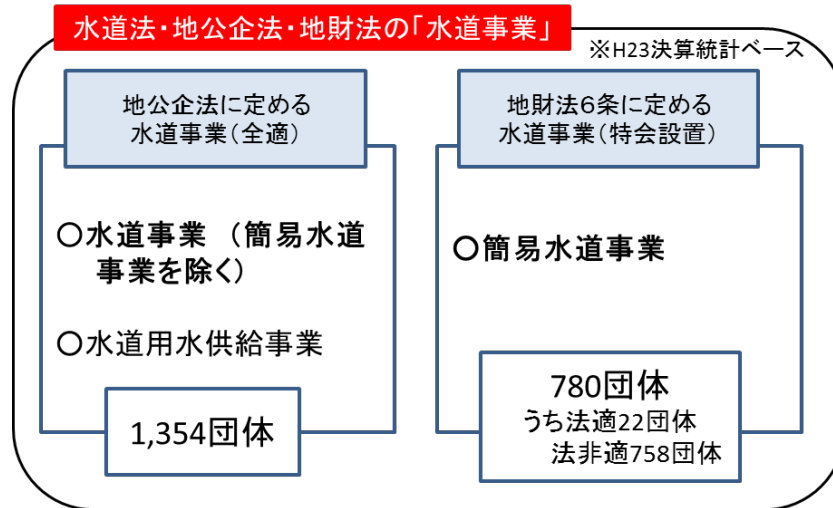 水道法・地公企法・地財法の「水道事業」
※H23決算統計ベース
地公企法に定める
水道事業(全適)
〇水道事業 (簡易水道
事業を除く)
〇水道用水供給事業
1,354団体
地財法6条に定める
水道事業(特会設置)
〇簡易水道事業
780団体
うち法適22団体
法非適758団体